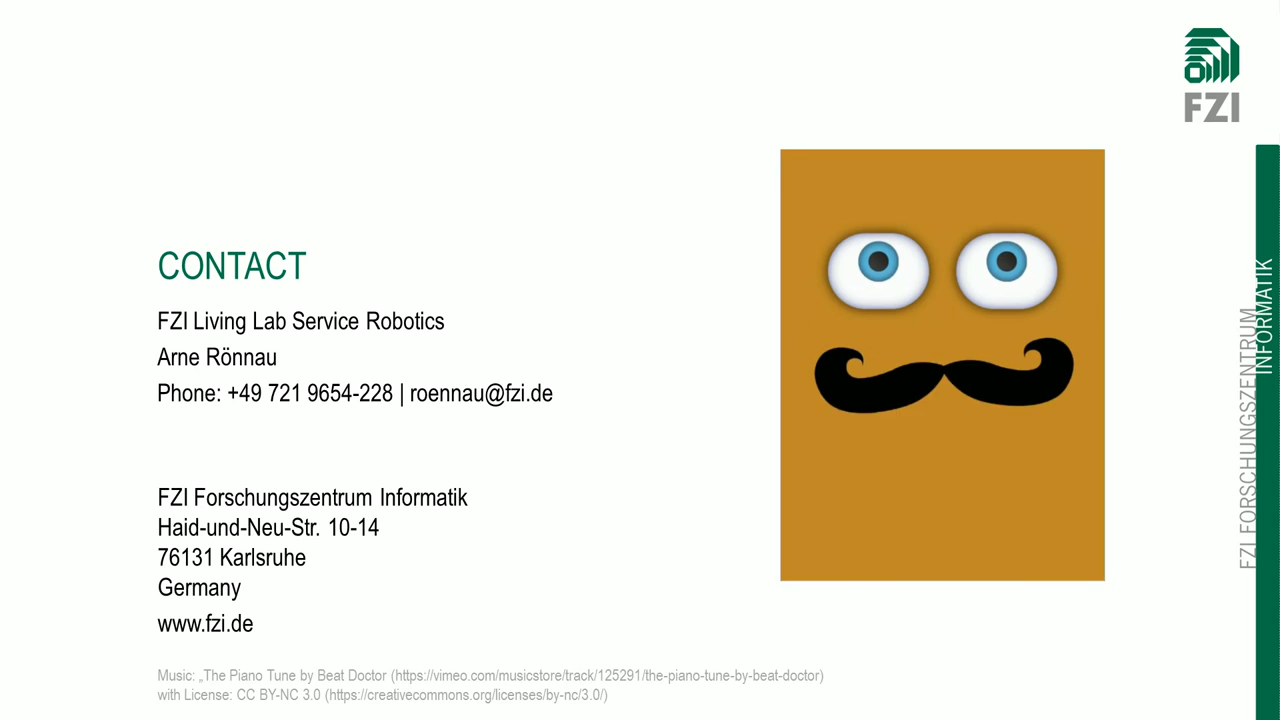 FZI
CONTACT
FZI Living Lab Service Robotics
Arne Rönnau
Phone: +49 721 9654-228 | roennau@fzi.de
FZI Forschungszentrum Informatik
Haid-und-Neu-Str. 10-14
76131 Karlsruhe
Germany
www.fzi.de
Music: „The Piano Tune by Beat Doctor (https://vimeo.com/musicstore/track/125291/the-piano-tune-by-beat-doctor)
with License: CC BY-NC 3.0 (https://creativecommons.org/licenses/by-nc/3.0/)
FZI FORSCHUNGSZENTRUM
INFORMATIK